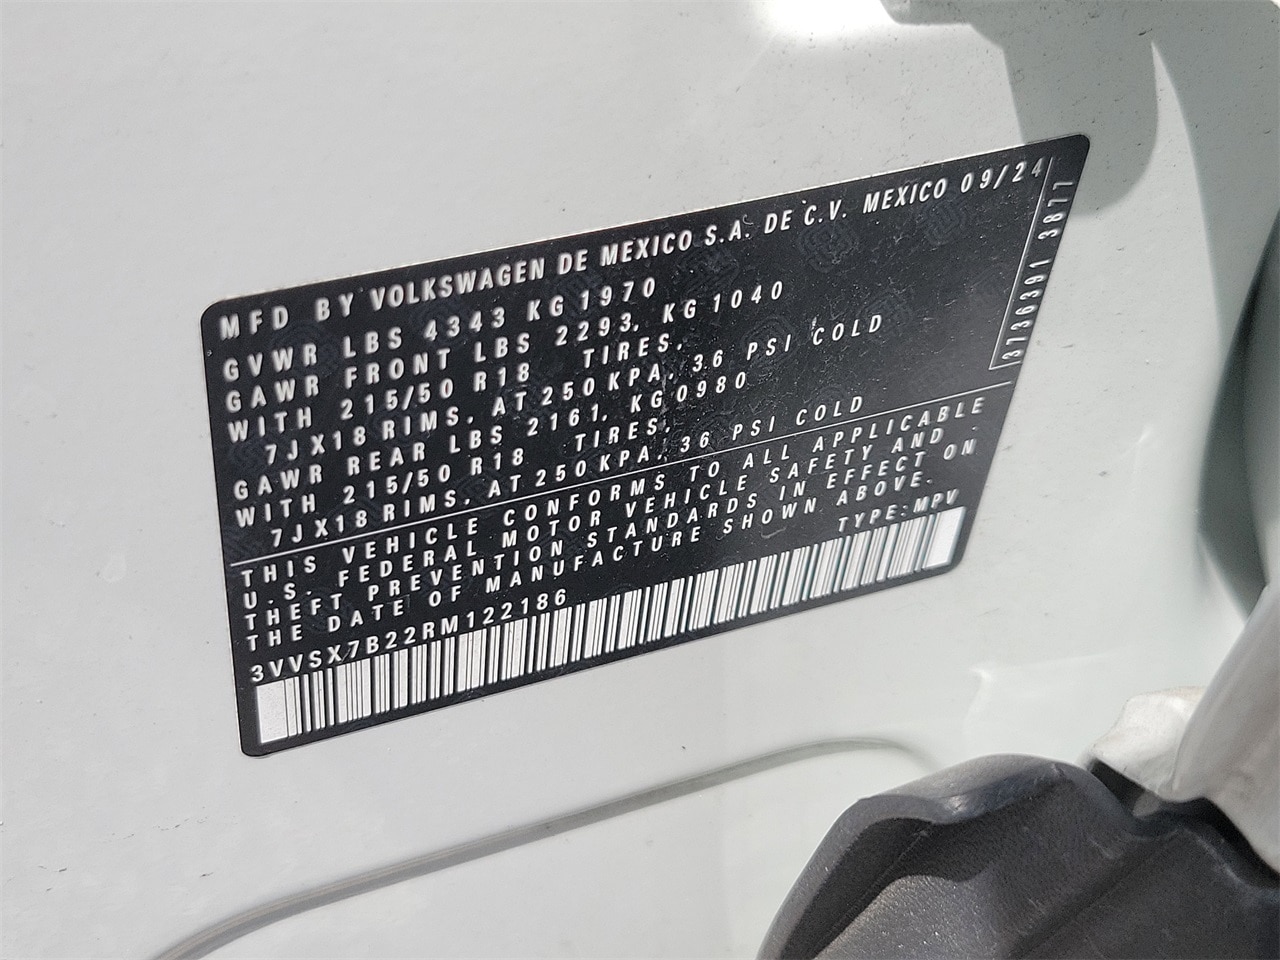 MFD BY VOLKSWAGEN DE MEXICO S.A. DE C.V. MEXICO 09/24
GVWR LBS 4343 KG 1970
GAWR FRONT LBS 2293, KG 1040
WITH 215/50 R18 TIRES,
7JX18 RIMS, AT 250 KPA, 36 PSI COLD
GAWR REAR LBS 2161, KG0980
WITH 215/50 R18 TIRES,
7JX18 RIMS, AT 250 KPA, 36 PSI COLD
THIS VEHICLE CONFORMS TO ALL APPLICABLE
U.S. FEDERAL MOTOR VEHICLE SAFETY AND
THEFT PREVENTION STANDARDS IN EFFECT ON
THE DATE OF MANUFACTURE SHOWN ABOVE.
3VVSX7B22RM122186 TYPE:MPV
3736391 3877